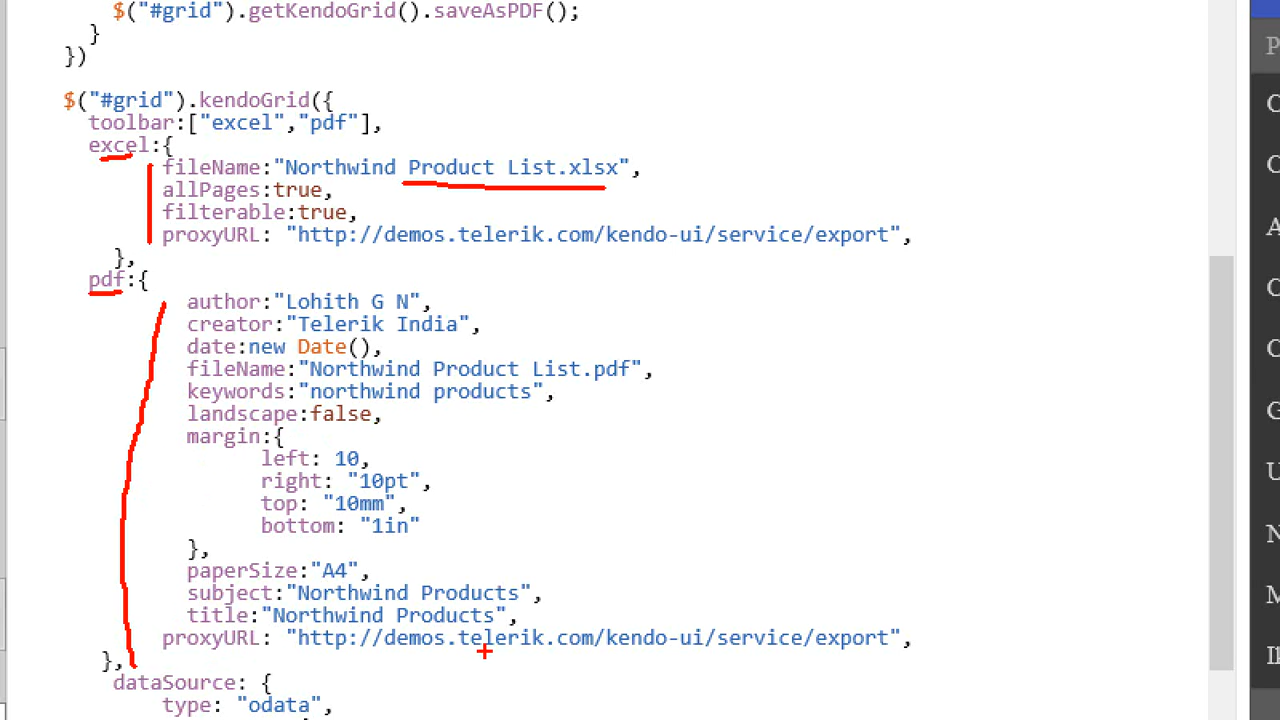 $("#grid").getKendoGrid().saveAsPDF();
}
})
$("#grid").kendoGrid({
toolbar:["excel","pdf"],
excel:{
fileName:"Northwind Product List.xlsx",
allPages:true,
filterable:true,
proxyURL: "http://demos.telerik.com/kendo-ui/service/export",
},
pdf:{
author:"Lohith G N",
creator:"Telerik India",
date:new Date(),
fileName:"Northwind Product List.pdf",
keywords:"northwind products",
landscape:false,
margin:{
left: 10,
right: "10pt",
top: "10mm",
bottom: "1in"
},
paperSize:"A4",
subject:"Northwind Products",
title:"Northwind Products",
proxyURL: "http://demos.telerik.com/kendo-ui/service/export",
},
dataSource: {
type: "odata",